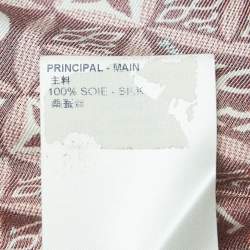 PRINCIPAL - MAIN
主料
100% SOIE - SILK
桑蚕丝